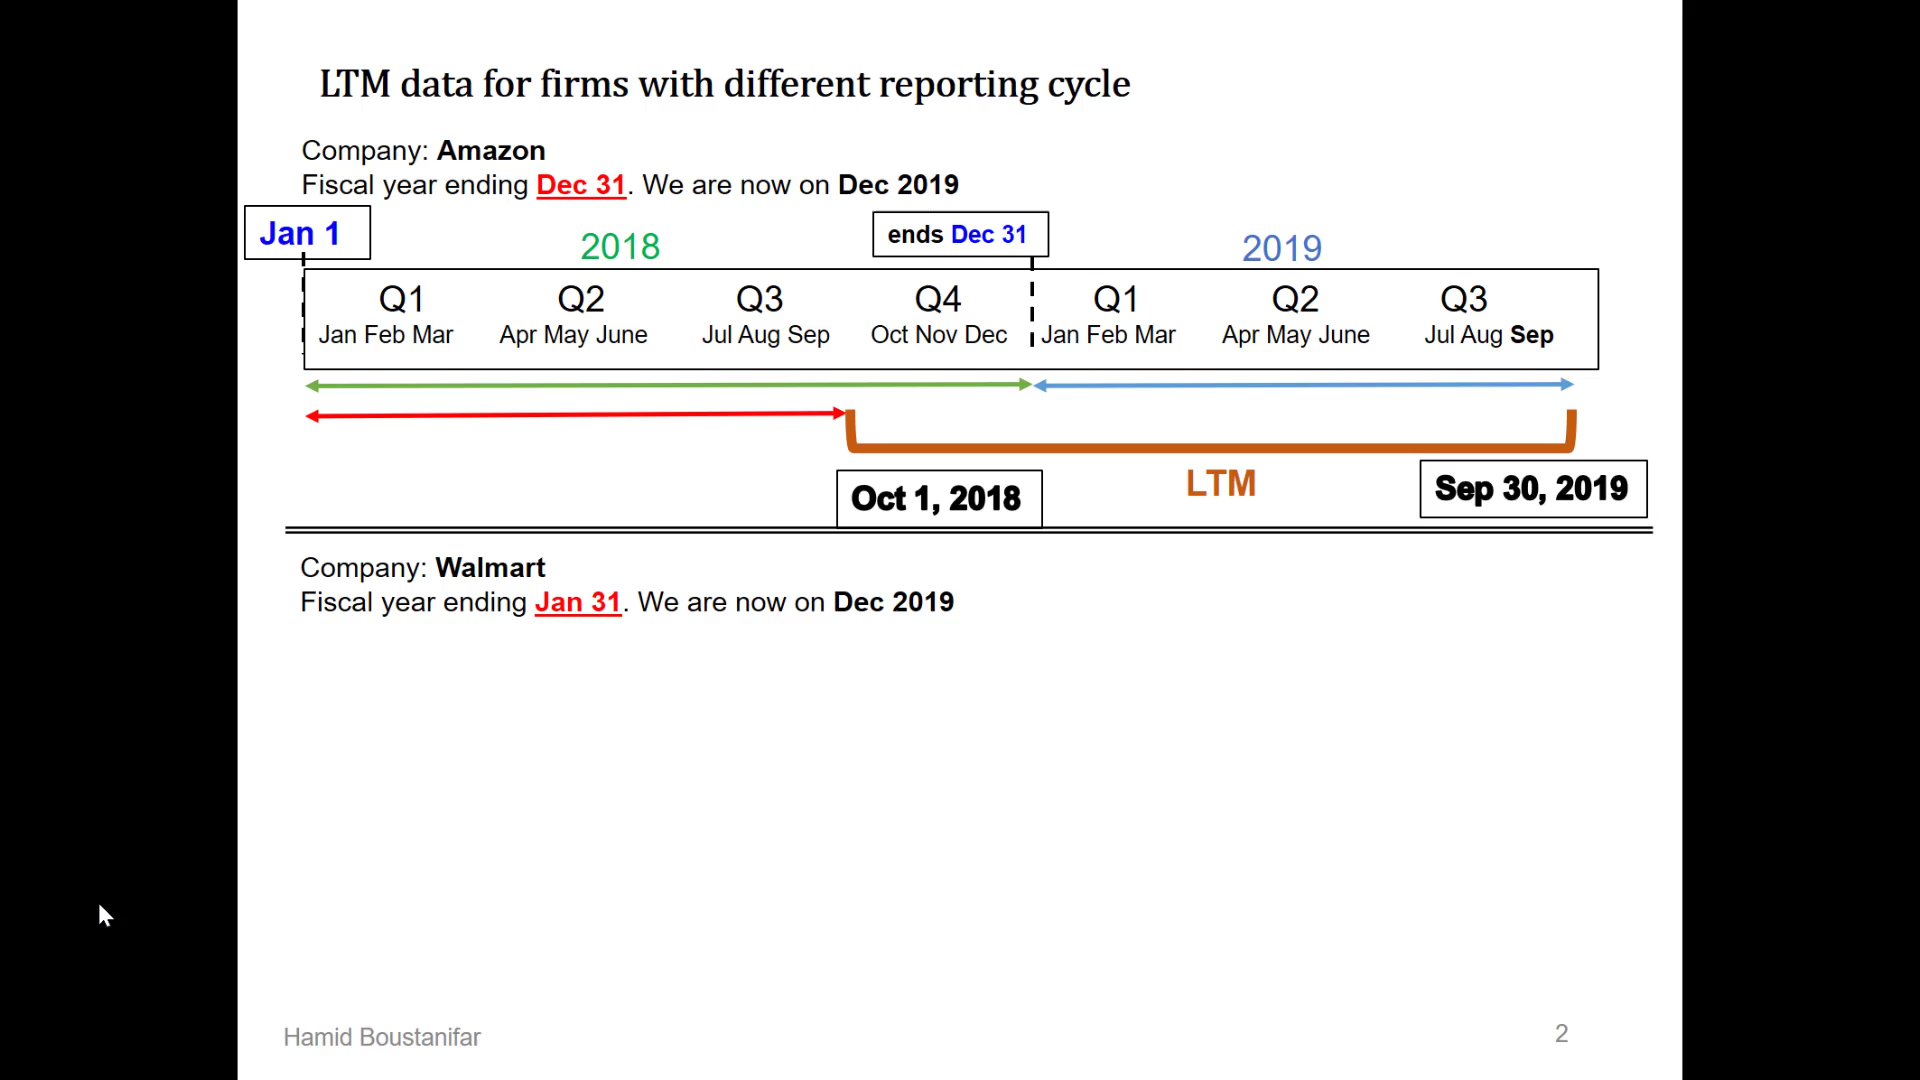 LTM data for firms with different reporting cycle
Company: Amazon
Fiscal year ending Dec 31. We are now on Dec 2019
Jan 1
2018
ends Dec 31
2019
Q1 Q2 Q3 Q4 Q1 Q2 Q3
Jan Feb Mar Apr May June Jul Aug Sep Oct Nov Dec Jan Feb Mar Apr May June Jul Aug Sep
LTM
Oct 1, 2018
Sep 30, 2019
Company: Walmart
Fiscal year ending Jan 31. We are now on Dec 2019
Hamid Boustanifar
2